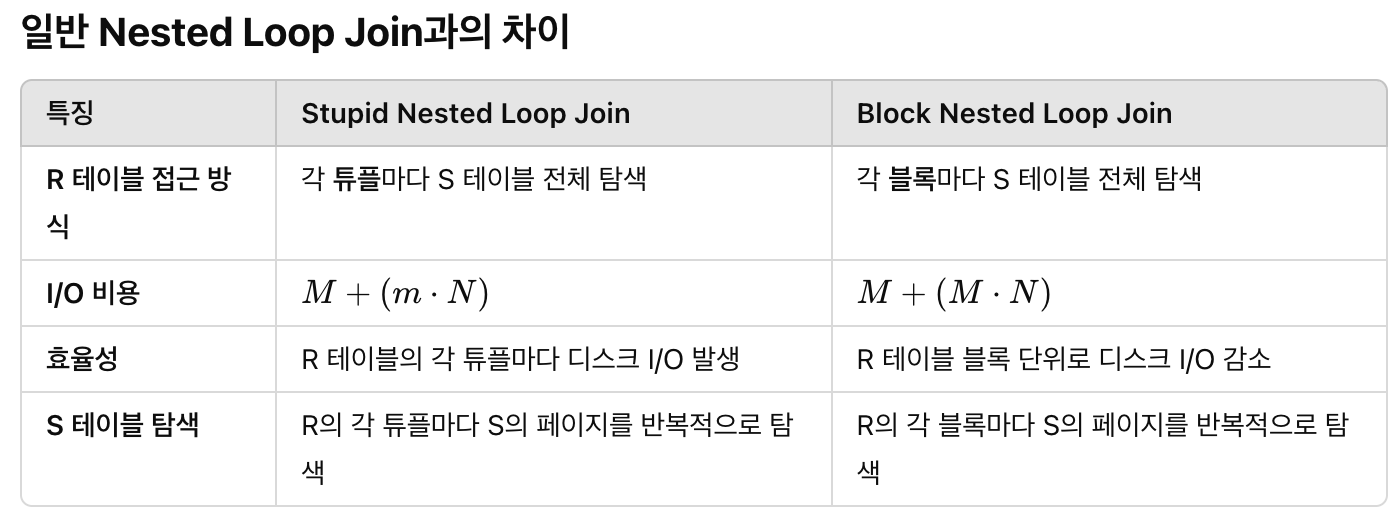 일반 Nested Loop Join과의 차이
특징 Stupid Nested Loop Join Block Nested Loop Join
R 테이블 접근 방
식
각 튜플마다 S 테이블 전체 탐색
각 블록마다 S 테이블 전체 탐색
I/O 비용 M + (m · N) M + (M · N)
효율성 R 테이블의 각 튜플마다 디스크 I/O 발생 R 테이블 블록 단위로 디스크 I/O 감소
S 테이블 탐색
R의 각 튜플마다 S의 페이지를 반복적으로 탐
색
R의 각 블록마다 S의 페이지를 반복적으로 탐
색